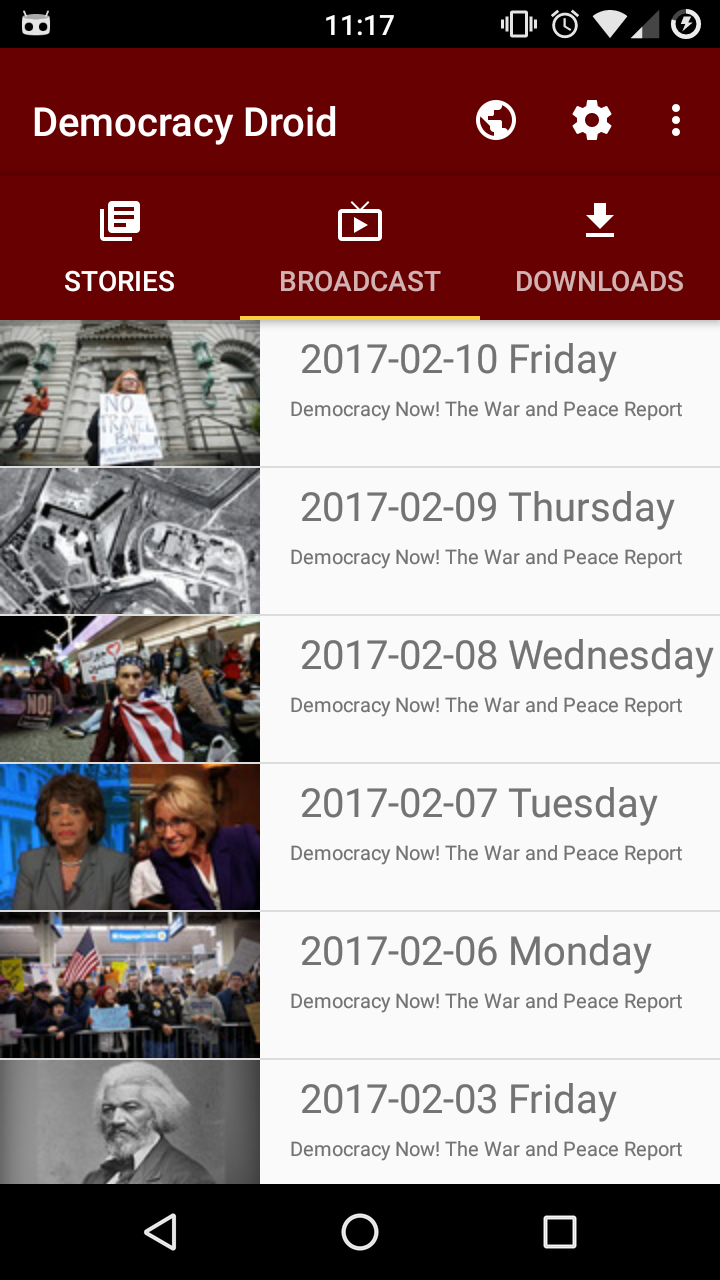 11:17
Democracy Droid
STORIES
BROADCAST
DOWNLOADS
NO
TRAVEL
BAN
2017-02-10 Friday
Democracy Now! The War and Peace Report
2017-02-09 Thursday
Democracy Now! The War and Peace Report
NO!
2017-02-08 Wednesday
Democracy Now! The War and Peace Report
2017-02-07 Tuesday
Democracy Now! The War and Peace Report
2017-02-06 Monday
Democracy Now! The War and Peace Report
2017-02-03 Friday
Democracy Now! The War and Peace Report